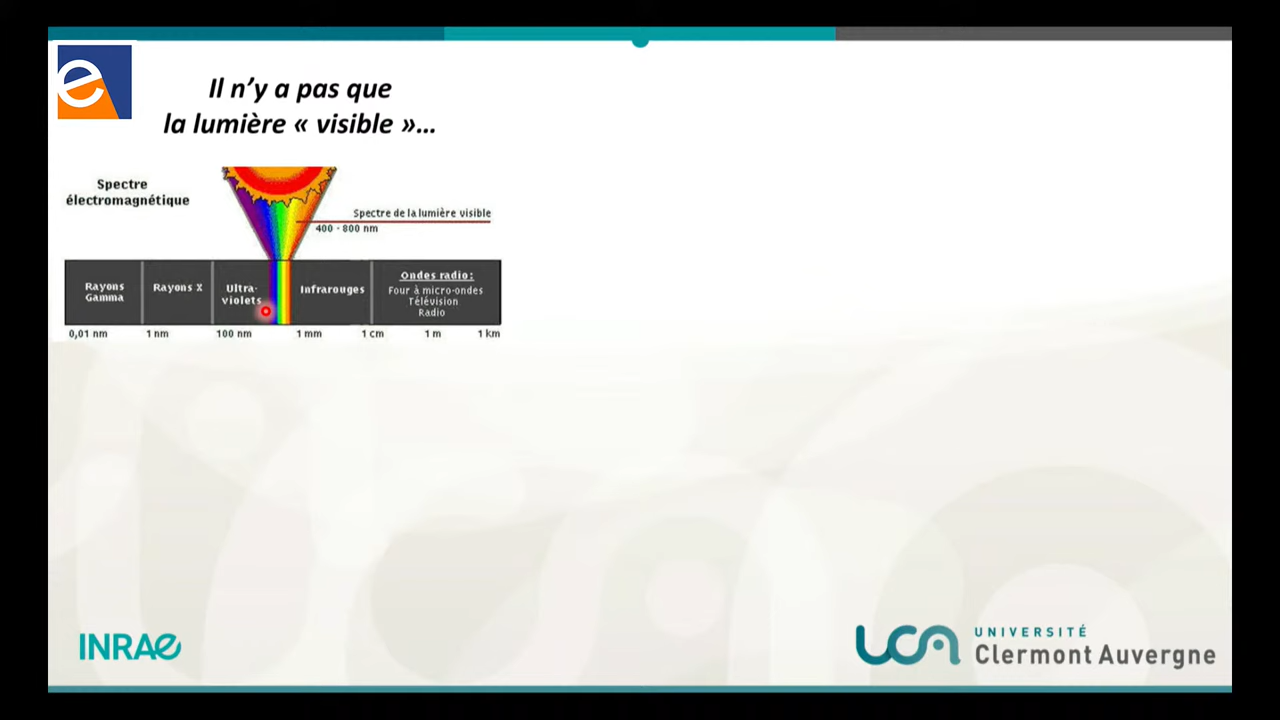 Il n’y a pas que
la lumière « visible »…
Spectre
électromagnétique
Spectre de la lumière visible
400 - 800 nm
Rayons
Gamma
Rayons X
Ultra-
violets
Infrarouges
Ondes radio:
Four à micro-ondes
Télévision
Radio
0,01 nm
1 nm
100 nm
1 mm
1 cm
1 m
1 km
INRAE
UCA
UNIVERSITÉ
Clermont Auvergne